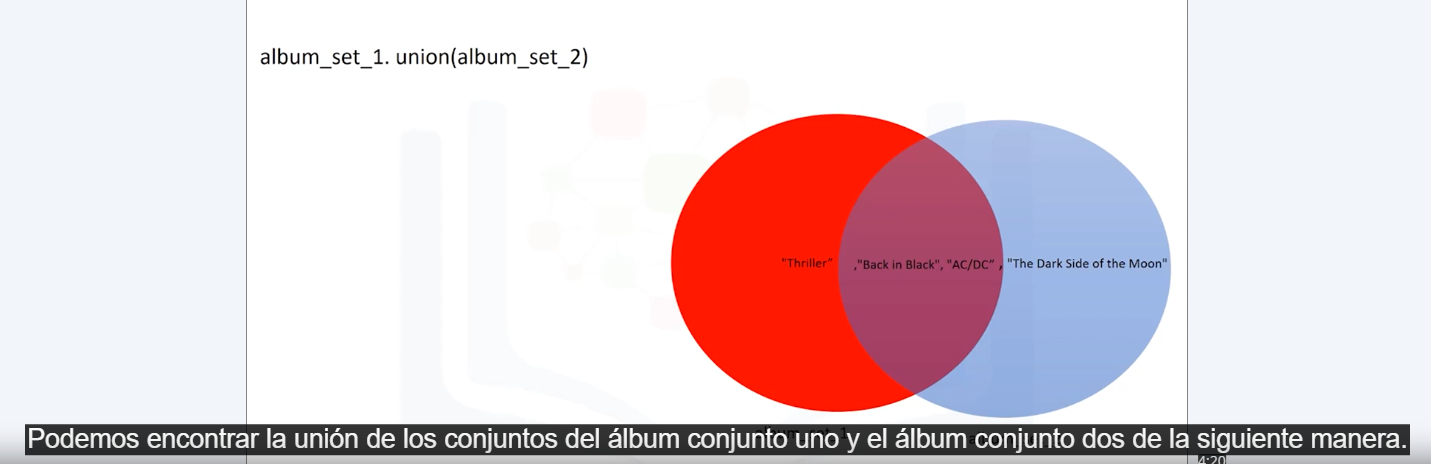 album_set_1. union(album_set_2)
"Thriller" ,"Back in Black", "AC/DC" , "The Dark Side of the Moon"
Podemos encontrar la unión de los conjuntos del álbum conjunto uno y el álbum conjunto dos de la siguiente manera.
4:20